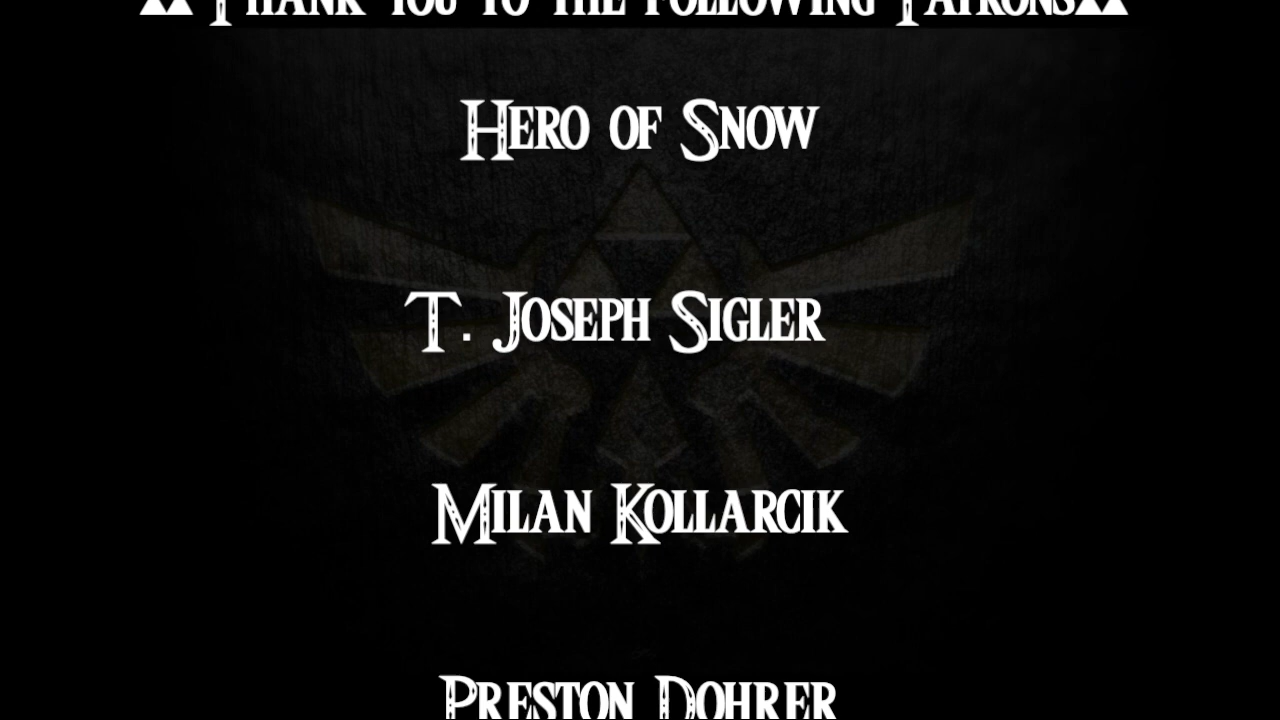 Thank you to the following Patrons
Hero of Snow
T. Joseph Sigler
Milan Kollarcik
Preston Dohrer